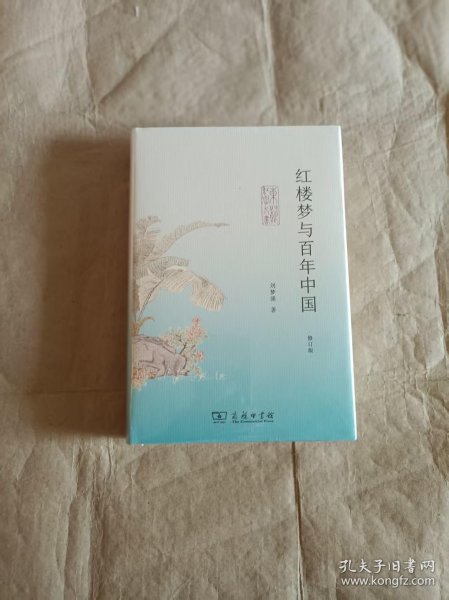 红楼梦与百年中国
刘梦溪 著
修订版
商务印书馆
The Commercial Press
孔夫子旧书网
www.kongfz.com